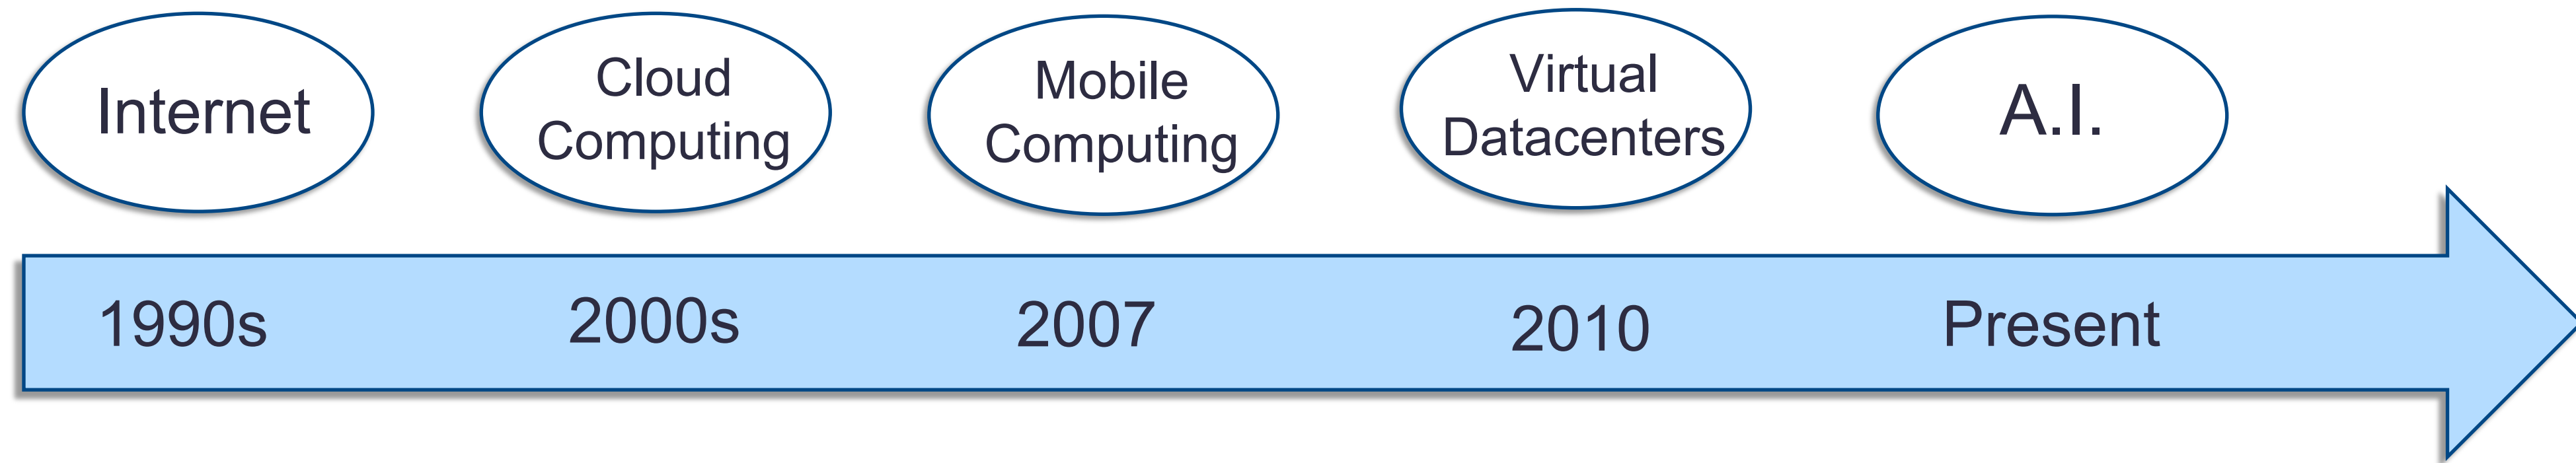 Internet
Cloud
Computing
Mobile
Computing
Virtual
Datacenters
A.I.
1990s
2000s
2007
2010
Present